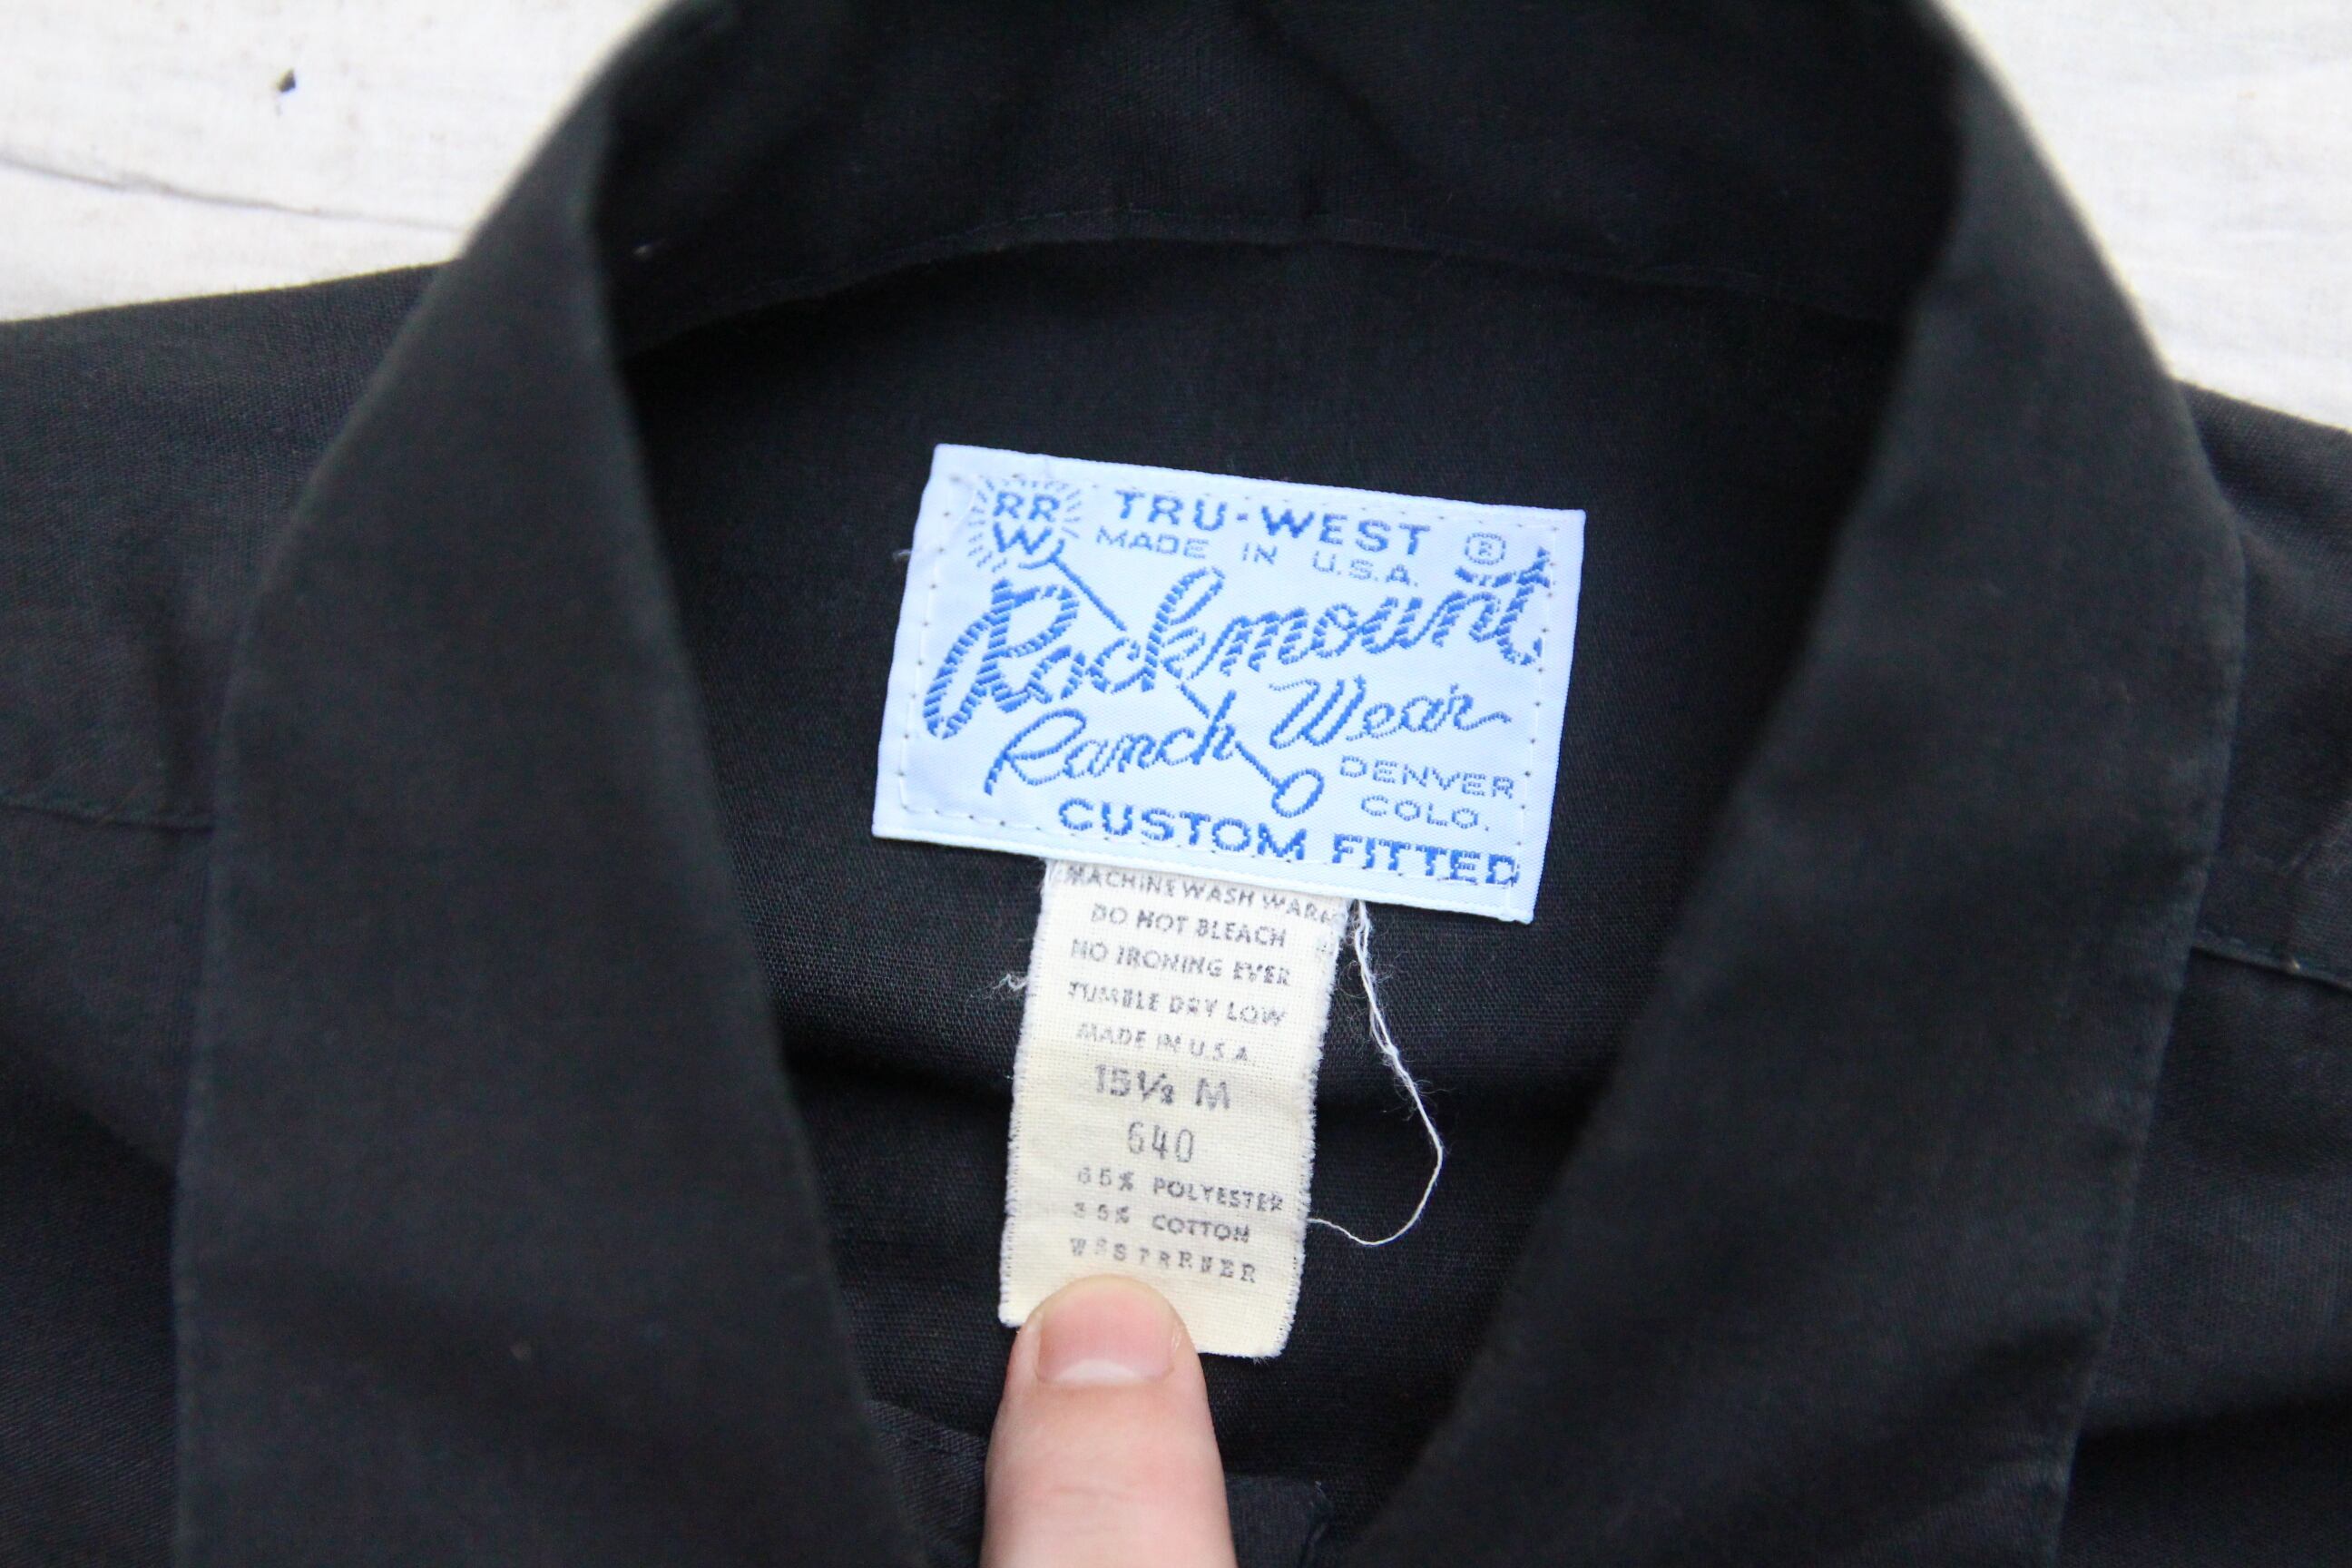 RR
W
TRU-WEST ®
MADE IN U.S.A.
Rockmount
Ranch Wear
DENVER
COLO.
CUSTOM FITTED
MACHINE WASH WARM
DO NOT BLEACH
NO IRONING EVER
TUMBLE DRY LOW
MADE IN U.S.A.
15½ M
640
65% POLYESTER
35% COTTON